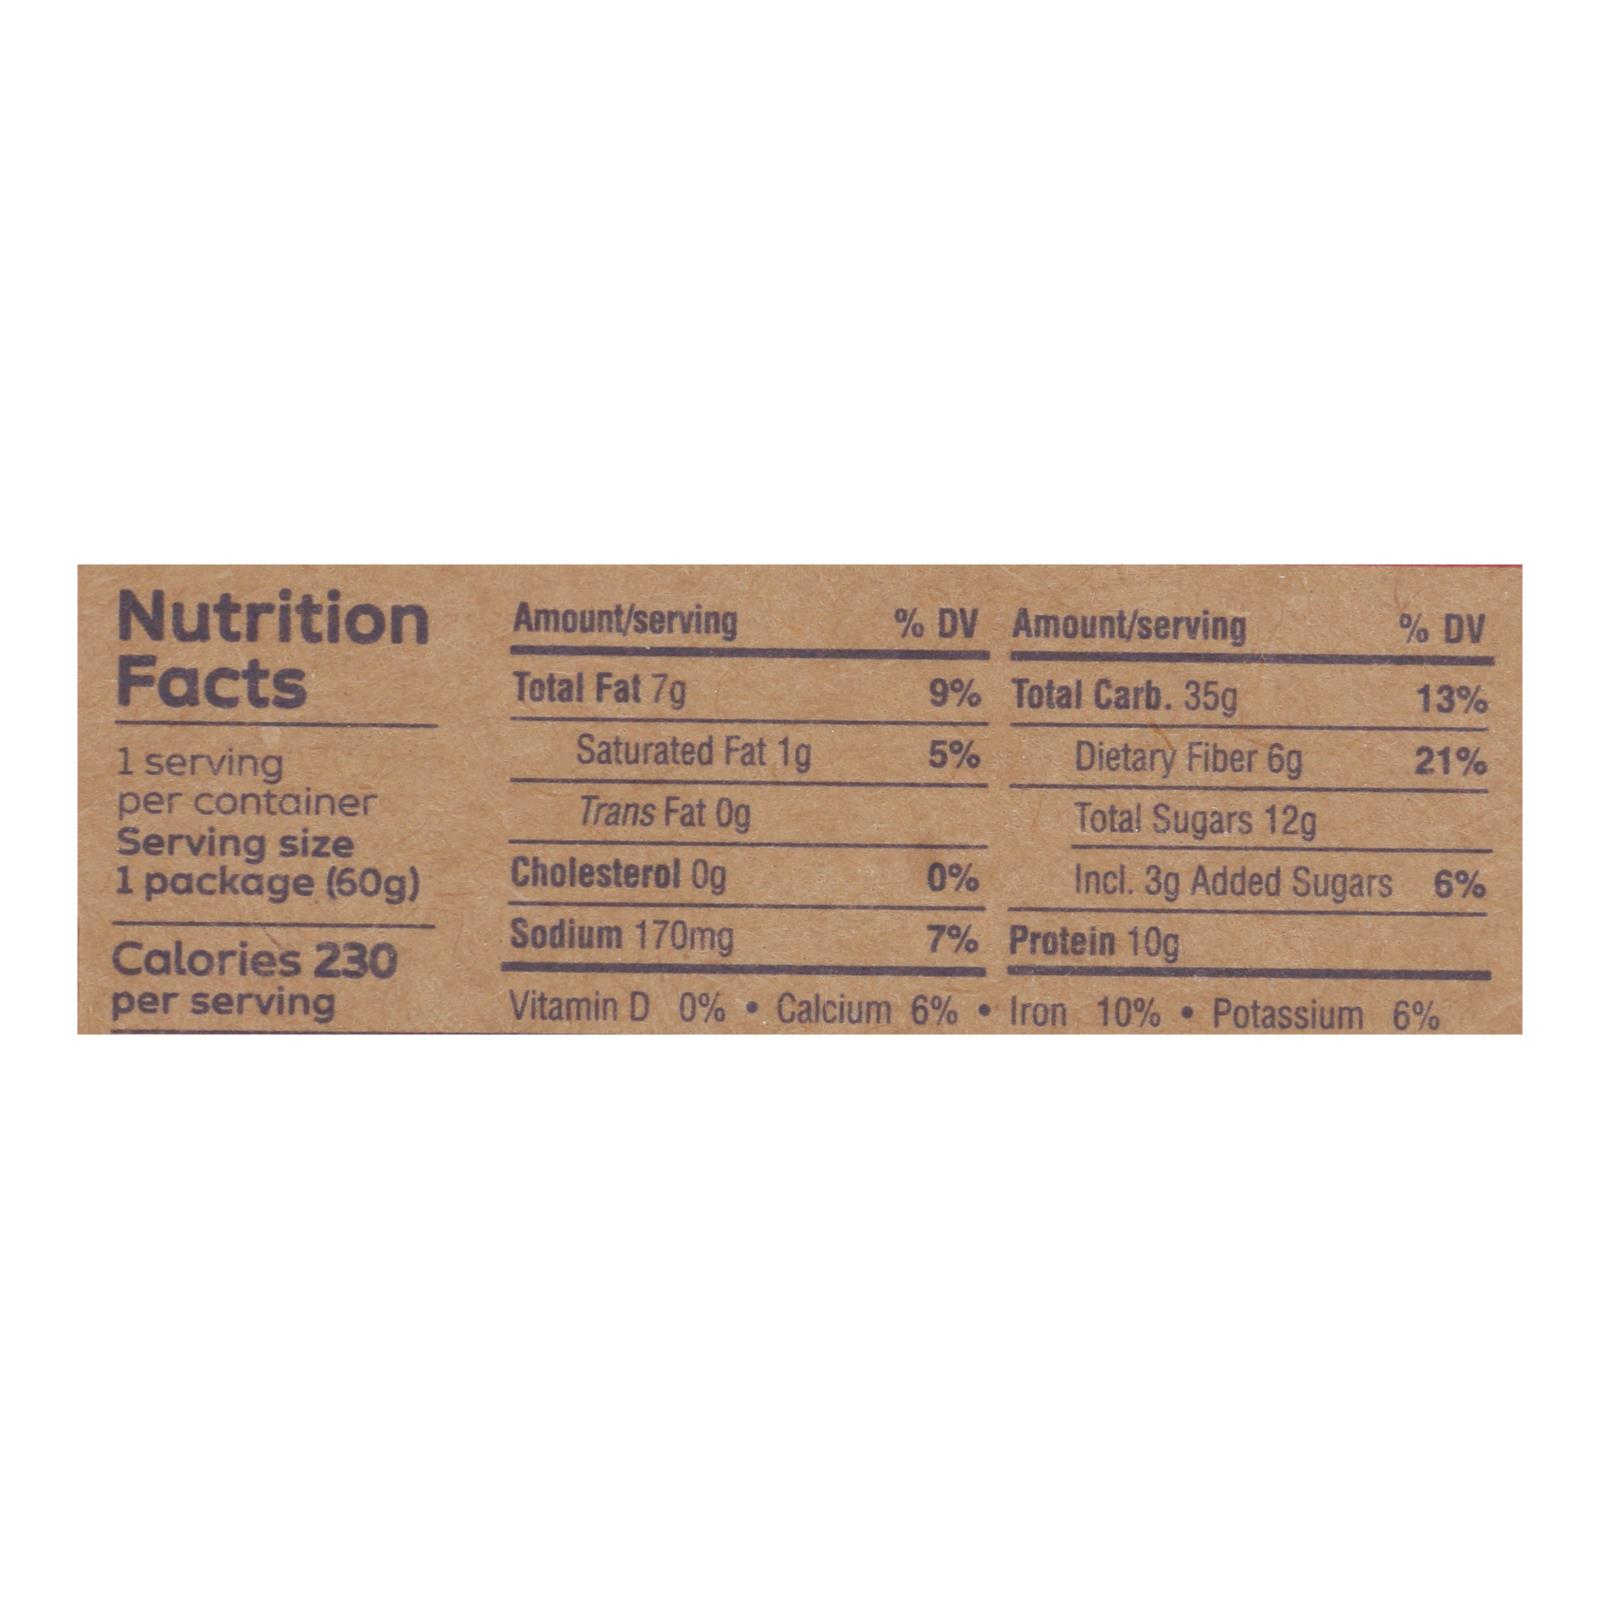 Nutrition
Facts
1 serving
per container
Serving size
1 package (60g)
Calories 230
per serving
Amount/serving % DV
Total Fat 7g 9%
Saturated Fat 1g 5%
Trans Fat 0g
Cholesterol 0g 0%
Sodium 170mg 7%
Amount/serving % DV
Total Carb. 35g 13%
Dietary Fiber 6g 21%
Total Sugars 12g
Incl. 3g Added Sugars 6%
Protein 10g
Vitamin D 0% • Calcium 6% • Iron 10% • Potassium 6%